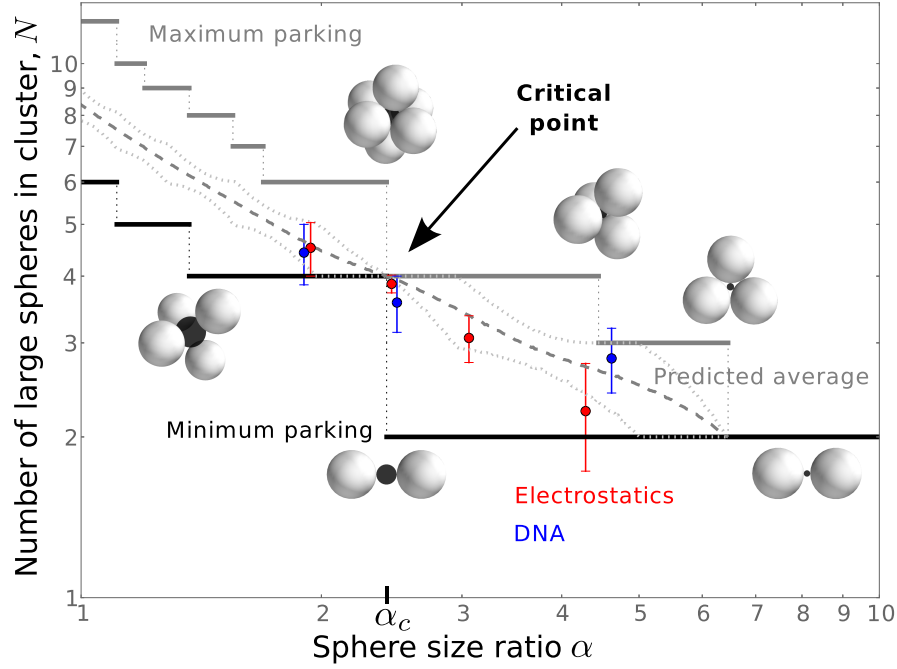 Number of large spheres in cluster, N
Maximum parking
Critical
point
Predicted average
Minimum parking
Electrostatics
DNA
10
9
8
7
6
5
4
3
2
1
1
2
3
4
5
6
7
8
9
10
α_c
Sphere size ratio α